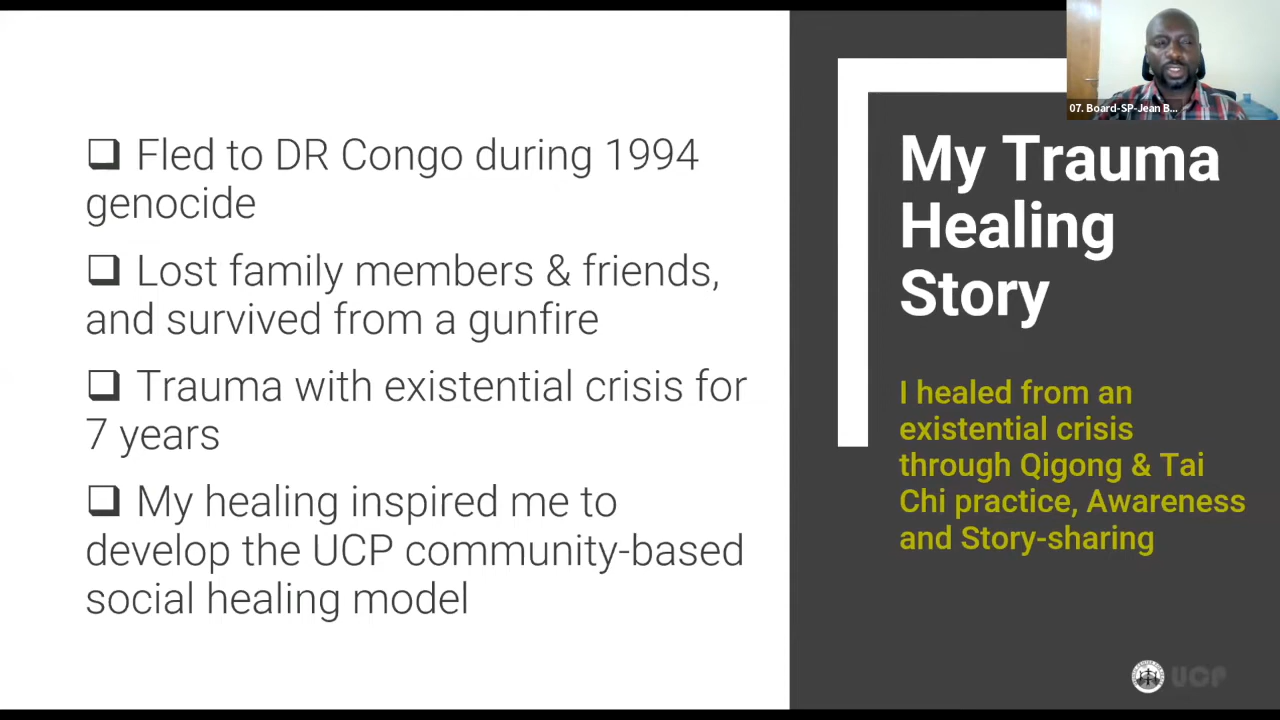 ❑ Fled to DR Congo during 1994
genocide
❑ Lost family members & friends,
and survived from a gunfire
❑ Trauma with existential crisis for
7 years
❑ My healing inspired me to
develop the UCP community-based
social healing model
07. Board-SP-Jean B...
My Trauma
Healing
Story
I healed from an
existential crisis
through Qigong & Tai
Chi practice, Awareness
and Story-sharing
UCP